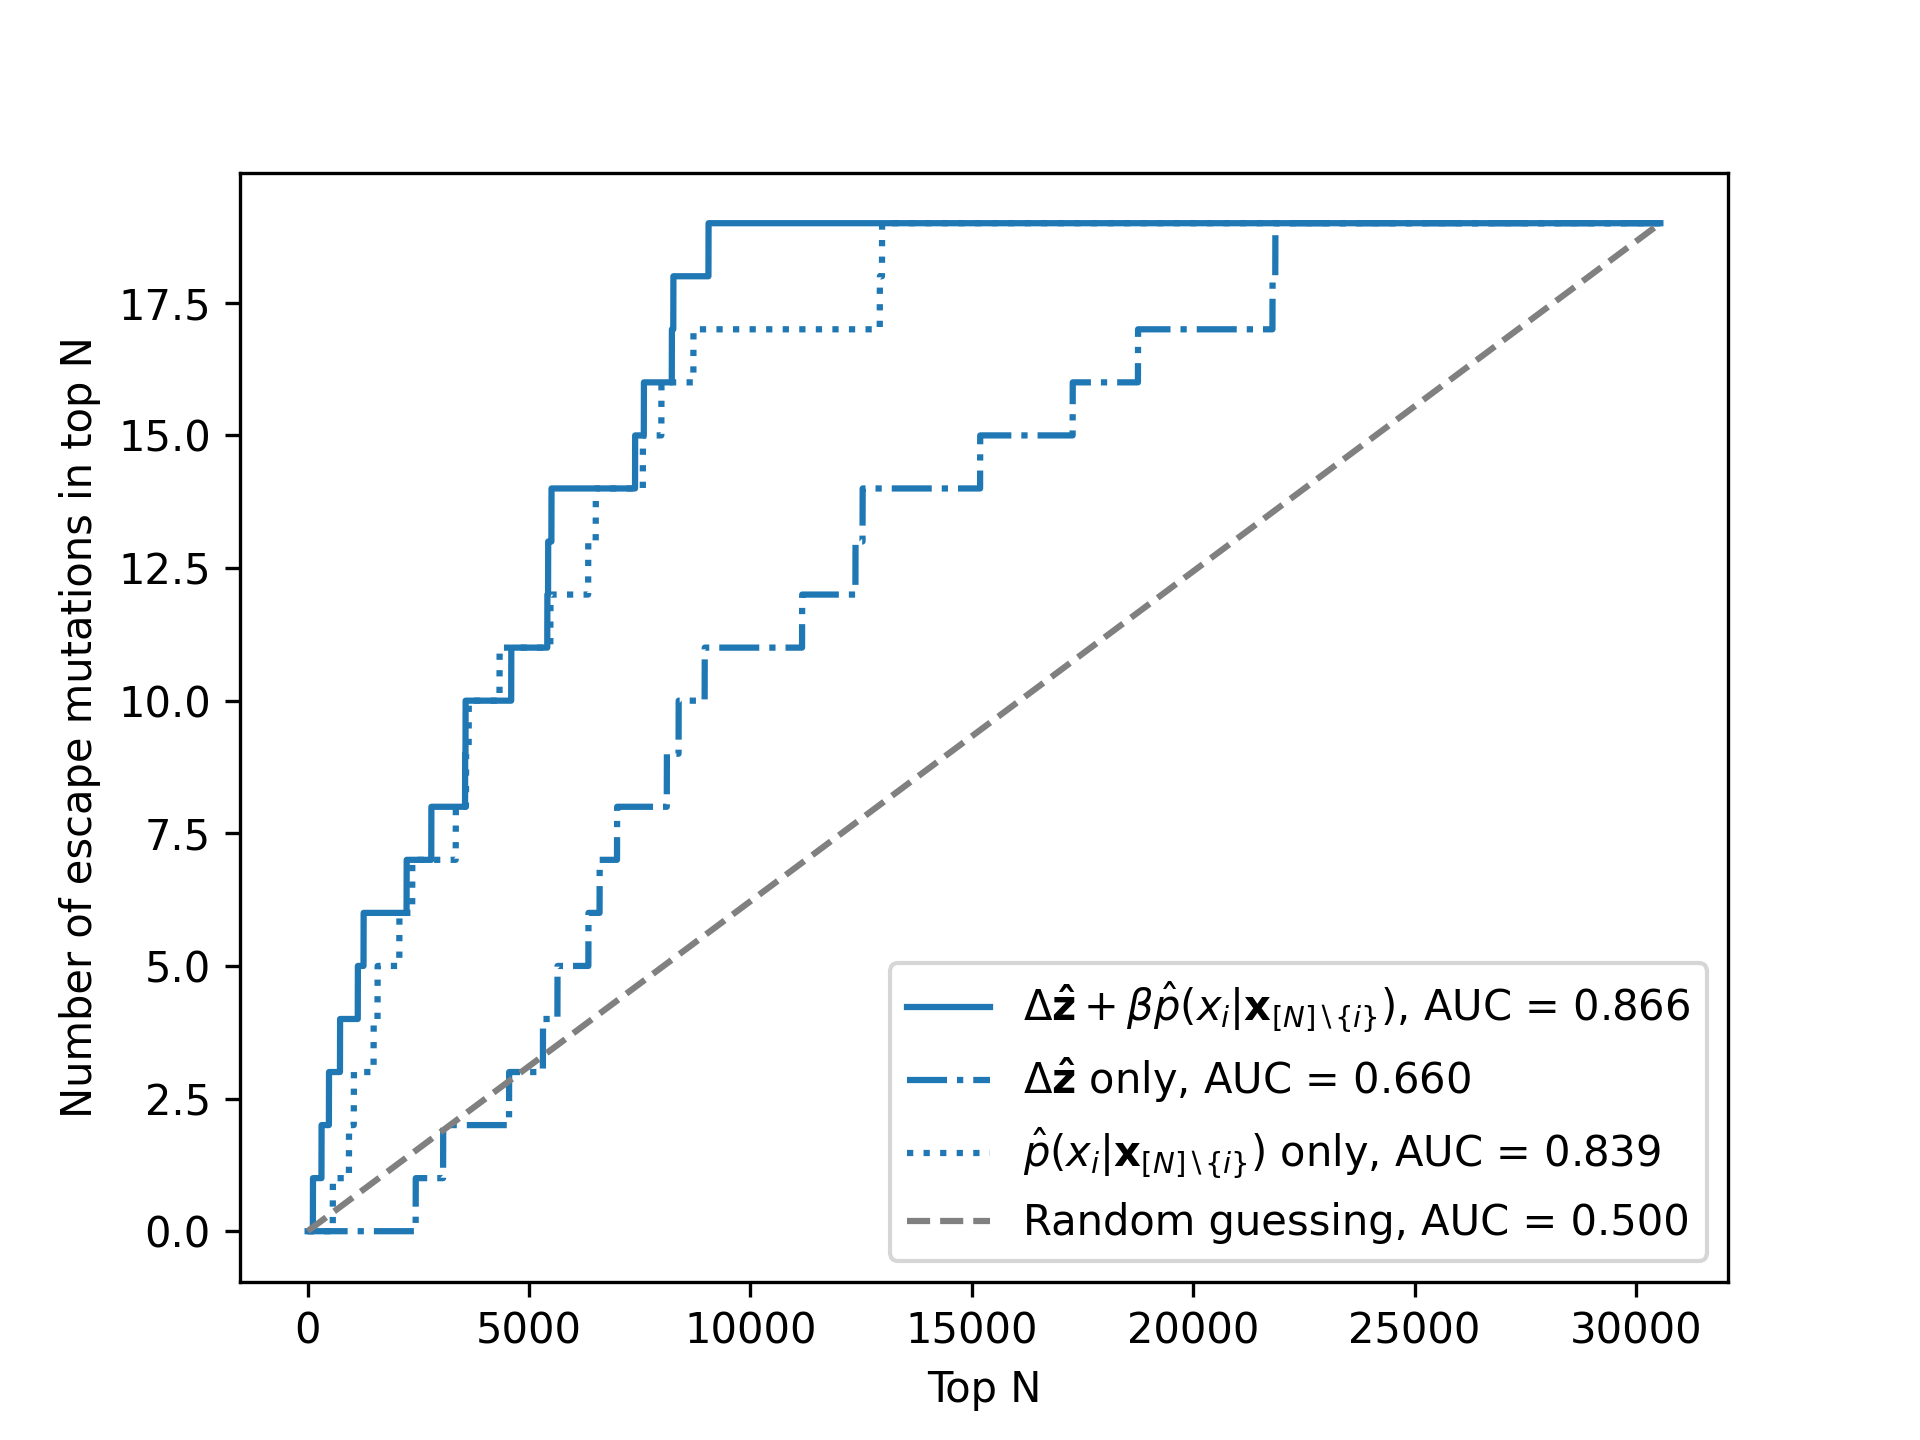 Number of escape mutations in top N
17.5
15.0
12.5
10.0
7.5
5.0
2.5
0.0
Δ𝐳̂ + βp̂(xᵢ|𝐱_{[N]\{i}}), AUC = 0.866
Δ𝐳̂ only, AUC = 0.660
p̂(xᵢ|𝐱_{[N]\{i}}) only, AUC = 0.839
Random guessing, AUC = 0.500
0 5000 10000 15000 20000 25000 30000
Top N